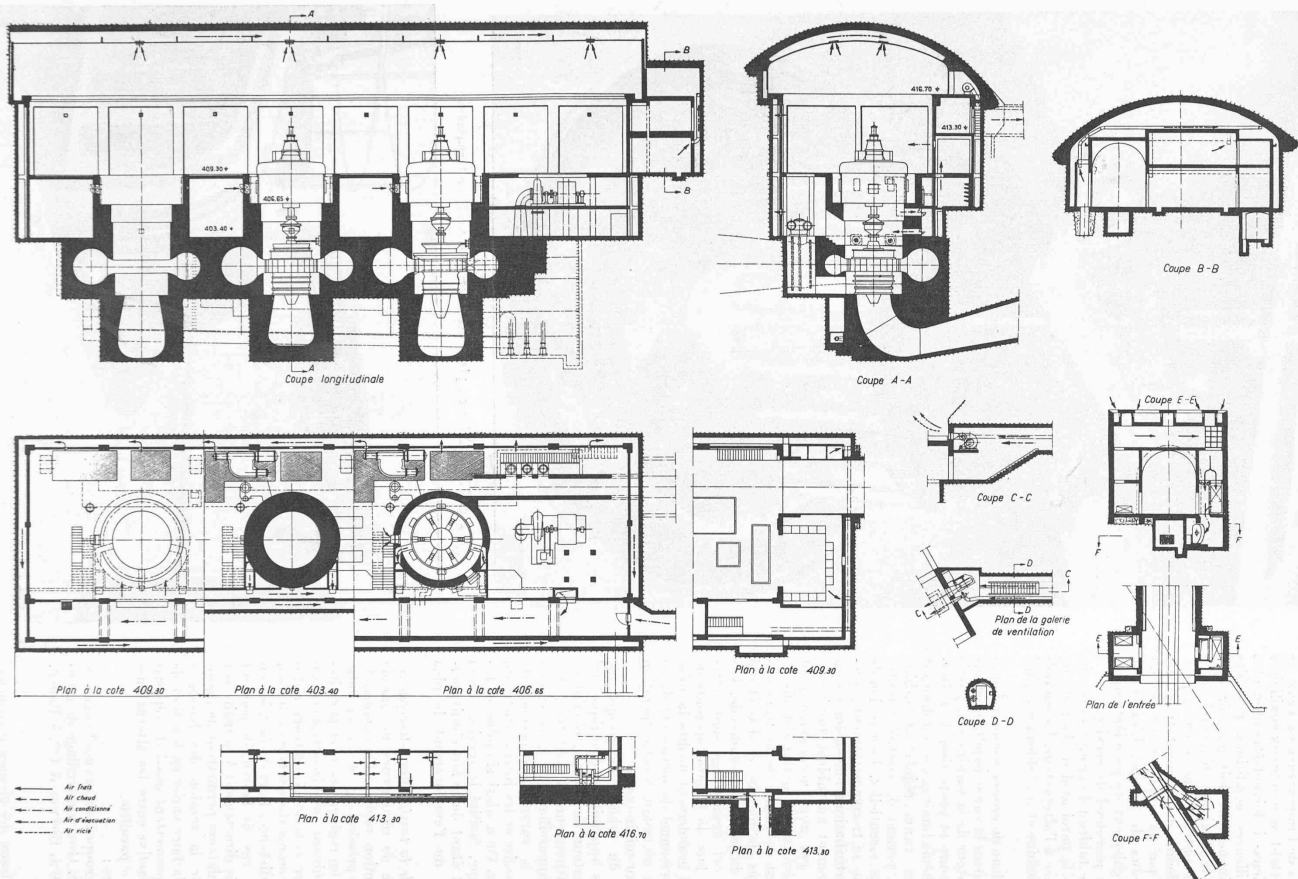 A
B
409.30
406.65
403.40
B
A
Coupe longitudinale
416.70
413.30
Coupe A-A
Coupe B-B
Coupe C-C
Coupe E-E
F
F
D
C
C
D
Plan de la galerie
de ventilation
Coupe D-D
E
E
Plan de l'entrée
Coupe F-F
Plan à la cote 409.30
Plan à la cote 403.40
Plan à la cote 406.65
Plan à la cote 409.30
Plan à la cote 413.30
Plan à la cote 416.70
Plan à la cote 413.30
Air frais
Air chaud
Air conditionné
Air d'évacuation
Air vicié